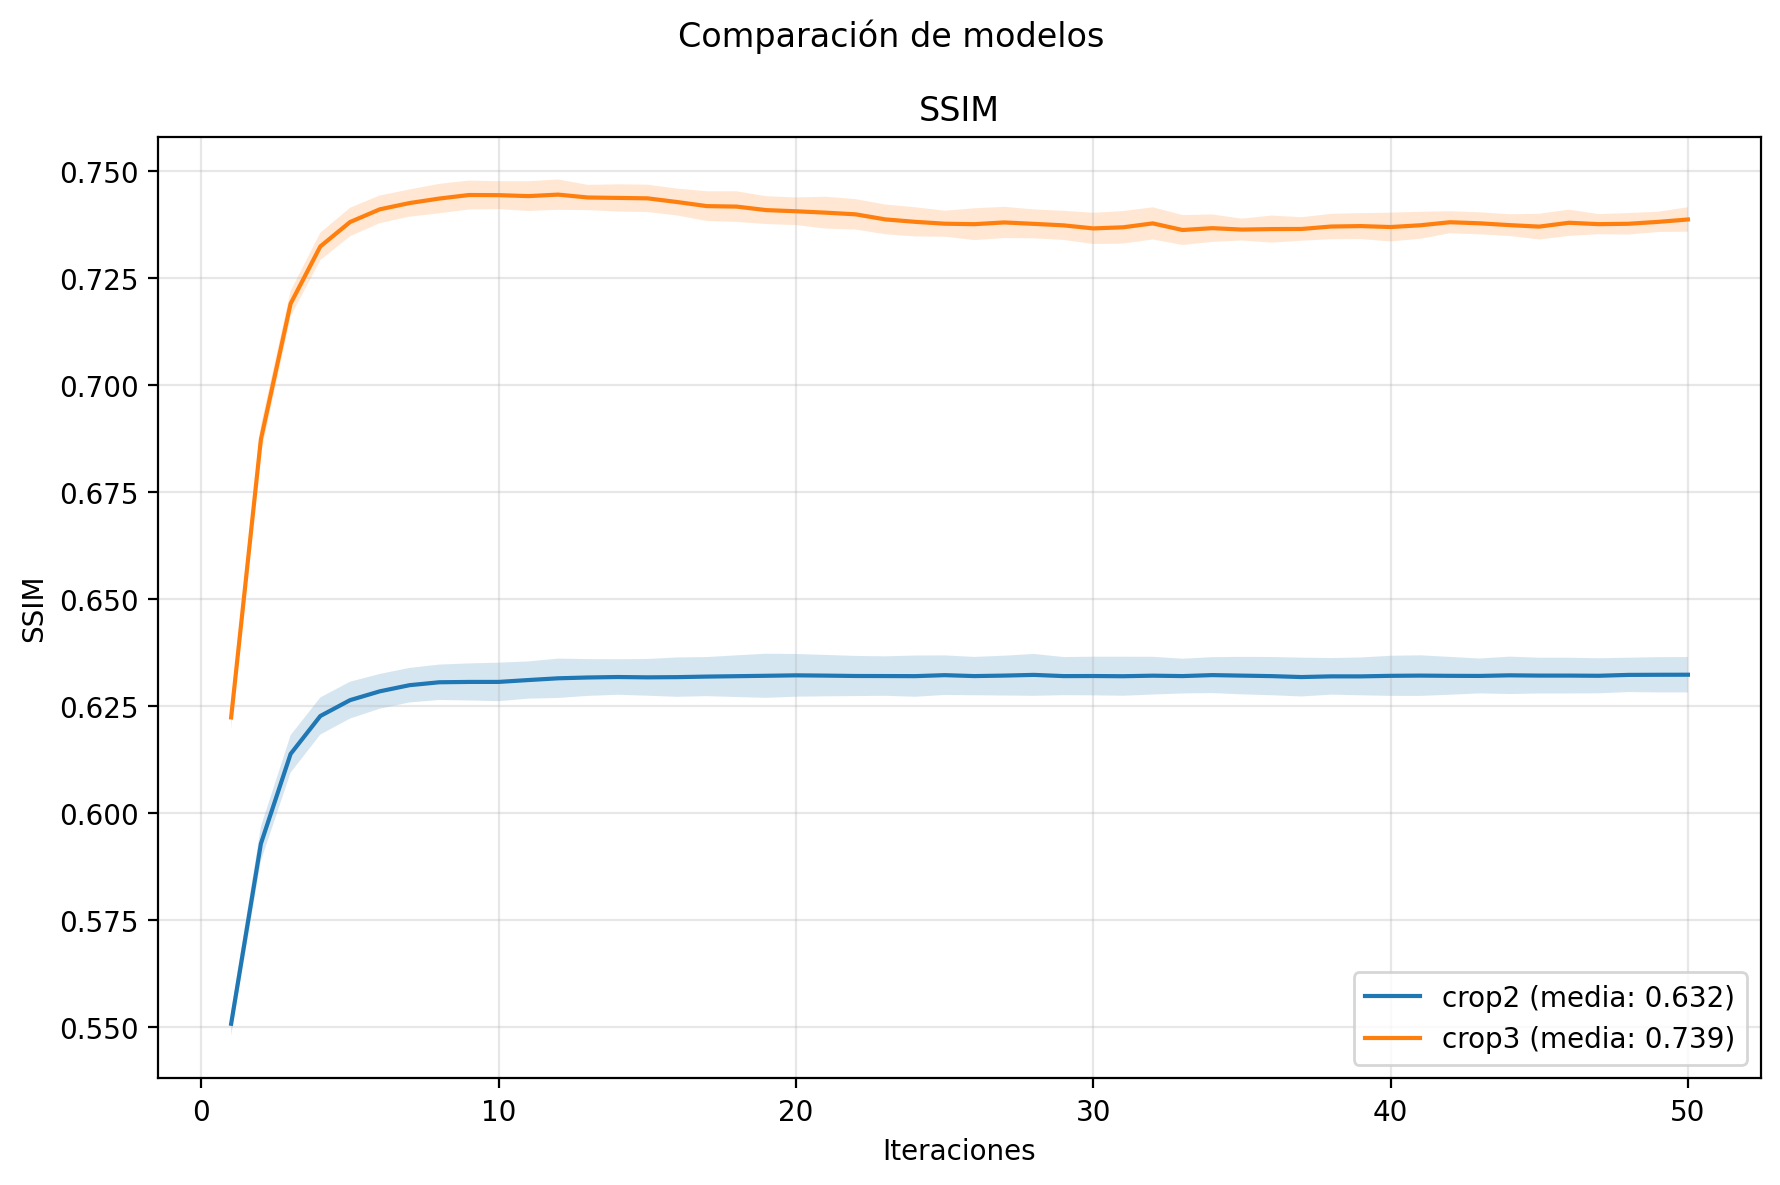 Comparación de modelos
SSIM
0.750
0.725
0.700
0.675
0.650
0.625
0.600
0.575
0.550
SSIM
crop2 (media: 0.632)
crop3 (media: 0.739)
0 10 20 30 40 50
Iteraciones